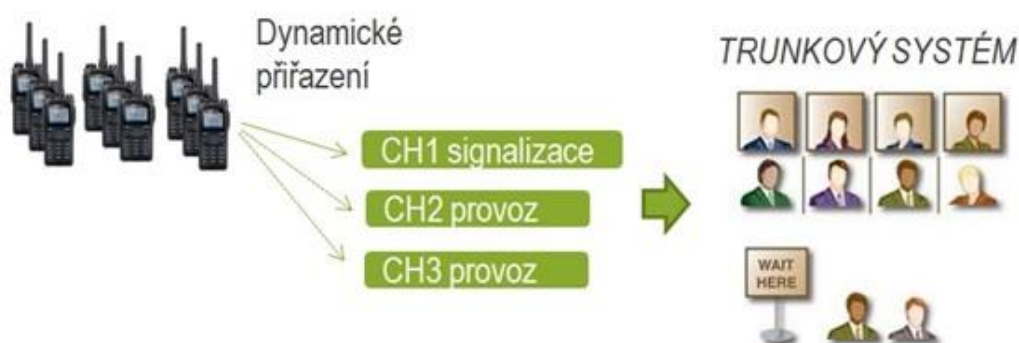 Dynamické
přiřazení
TRUNKOVÝ SYSTÉM
CH1 signalizace
CH2 provoz
CH3 provoz
WAIT
HERE